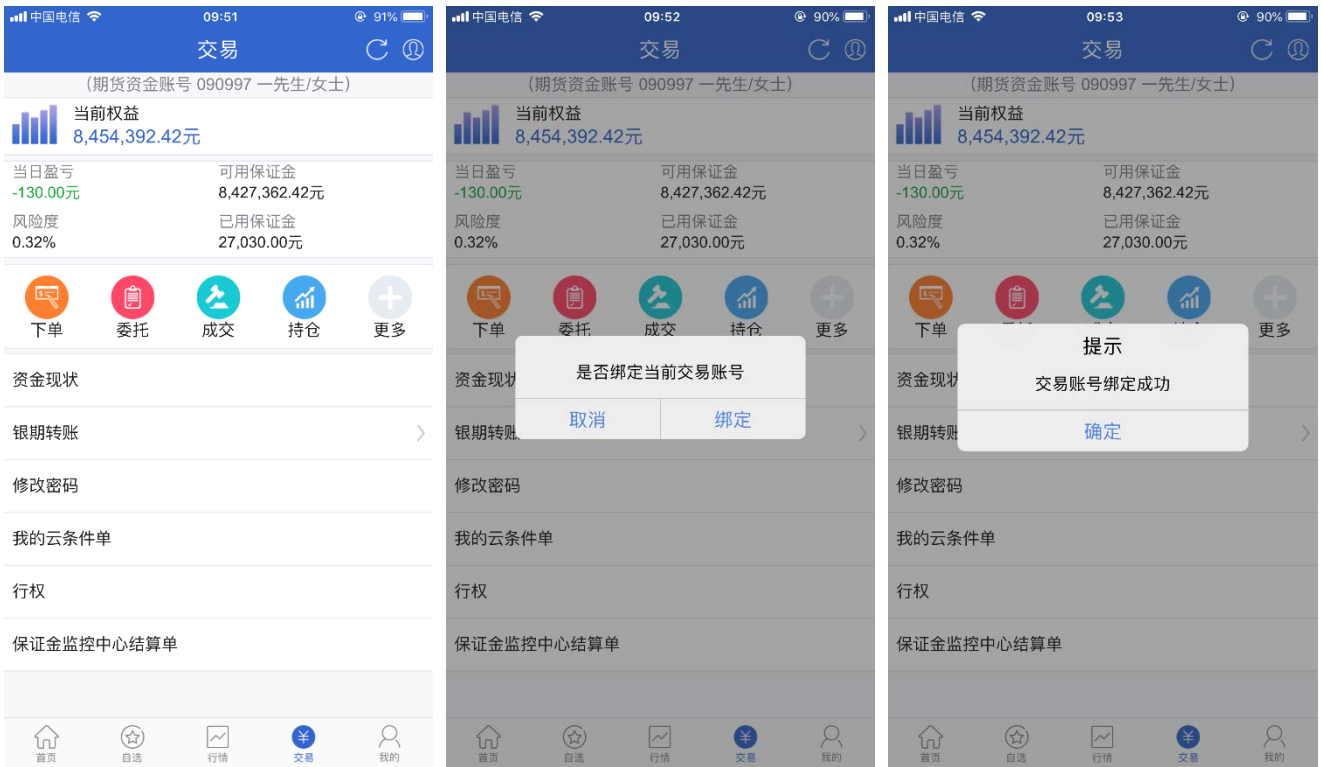 中国电信 09:51 91%
交易
(期货资金账号 090997 一先生/女士)
当前权益
8,454,392.42元
当日盈亏 可用保证金
-130.00元 8,427,362.42元
风险度 已用保证金
0.32% 27,030.00元
下单 委托 成交 持仓 更多
资金现状
银期转账
修改密码
我的云条件单
行权
保证金监控中心结算单
首页 自选 行情 交易 我的
中国电信 09:52 90%
交易
(期货资金账号 090997 一先生/女士)
当前权益
8,454,392.42元
当日盈亏 可用保证金
-130.00元 8,427,362.42元
风险度 已用保证金
0.32% 27,030.00元
下单 委托 成交 持仓 更多
是否绑定当前交易账号
资金现状
取消 绑定
银期转账
修改密码
我的云条件单
行权
保证金监控中心结算单
首页 自选 行情 交易 我的
中国电信 09:53 90%
交易
(期货资金账号 090997 一先生/女士)
当前权益
8,454,392.42元
当日盈亏 可用保证金
-130.00元 8,427,362.42元
风险度 已用保证金
0.32% 27,030.00元
下单 更多
提示
资金现状
交易账号绑定成功
确定
银期转账
修改密码
我的云条件单
行权
保证金监控中心结算单
首页 自选 行情 交易 我的